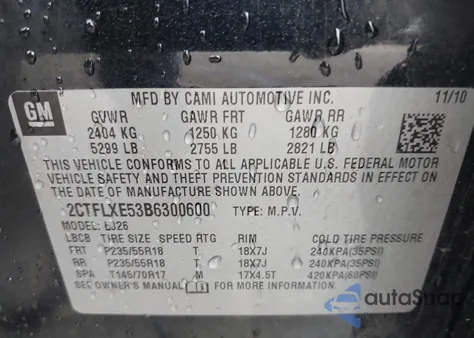 MFD BY CAMI AUTOMOTIVE INC. 11/10
GM
GVWR GAWR FRT GAWR RR
2404 KG 1250 KG 1280 KG
5299 LB 2755 LB 2821 LB
THIS VEHICLE CONFORMS TO ALL APPLICABLE U.S. FEDERAL MOTOR
VEHICLE SAFETY AND THEFT PREVENTION STANDARDS IN EFFECT ON
THE DATE OF MANUFACTURE SHOWN ABOVE.
2CTFLXE53B6300600 TYPE: M.P.V.
MODEL: LJ26
LBCB TIRE SIZE SPEED RTG RIM COLD TIRE PRESSURE
FRT P235/55R18 T 18X7J 240KPA(35PSI)
RR P235/55R18 T 18X7J 240KPA(35PSI)
SPA T145/70R17 M 17X4.5T 420KPA(60PSI)
SEE OWNER'S MANUAL FOR MORE INFORMATION.
autoSnap